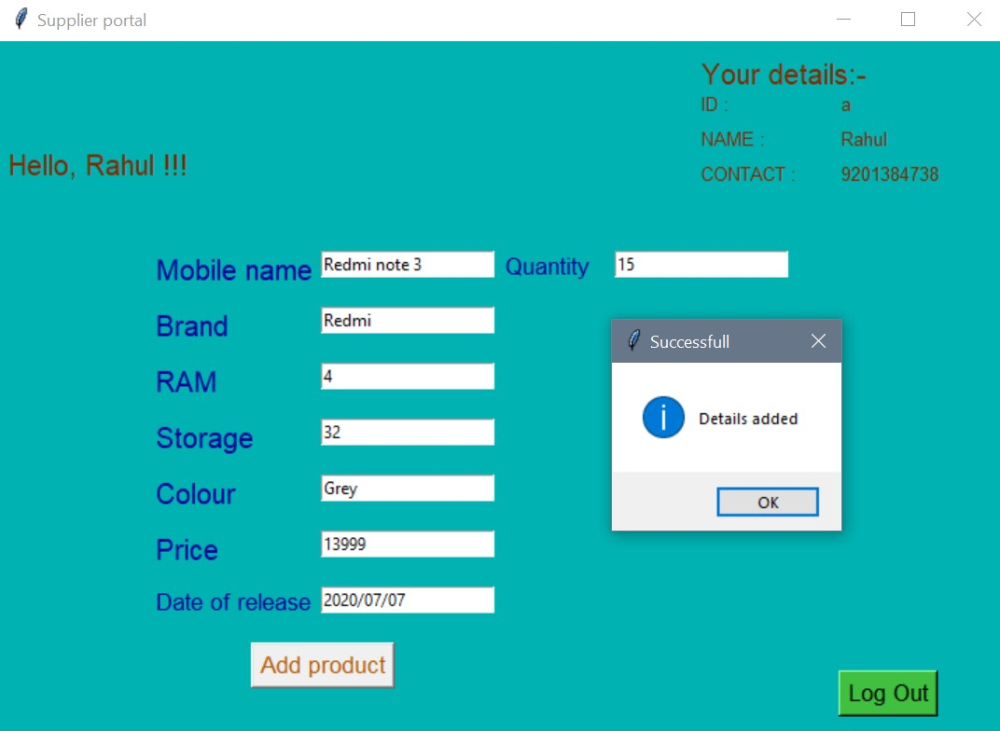 Supplier portal
Your details:-
ID : a
NAME : Rahul
CONTACT : 9201384738
Hello, Rahul !!!
Mobile name Redmi note 3 Quantity 15
Brand Redmi
RAM 4
Storage 32
Colour Grey
Price 13999
Date of release 2020/07/07
Add product
Successfull
Details added
OK
Log Out